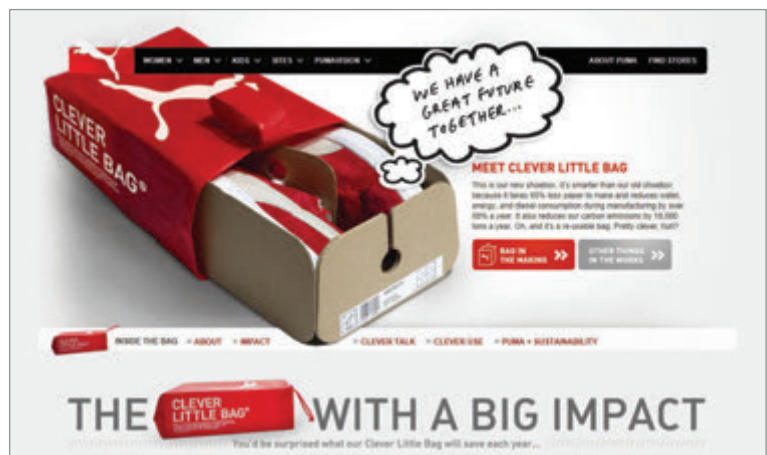 WOMEN MEN KIDS SITES PUMAVISION ABOUT PUMA FIND STORES
WE HAVE A
GREAT FUTURE
TOGETHER...
CLEVER
LITTLE BAG
MEET CLEVER LITTLE BAG
This is our new shoebox. It's smarter than our old shoebox
because it takes 65% less paper to make and reduces water,
energy, and diesel consumption during manufacturing by over
60% a year. It also reduces our carbon emissions by 10,000
tons a year. Oh, and it's a re-usable bag. Pretty clever, huh?
BAG IN
THE MAKING
OTHER THINGS
IN THE WORKS
INSIDE THE BAG ABOUT IMPACT CLEVER TALK CLEVER USE PUMA + SUSTAINABILITY
THE CLEVER LITTLE BAG WITH A BIG IMPACT
You'd be surprised what our Clever Little Bag will save each year...